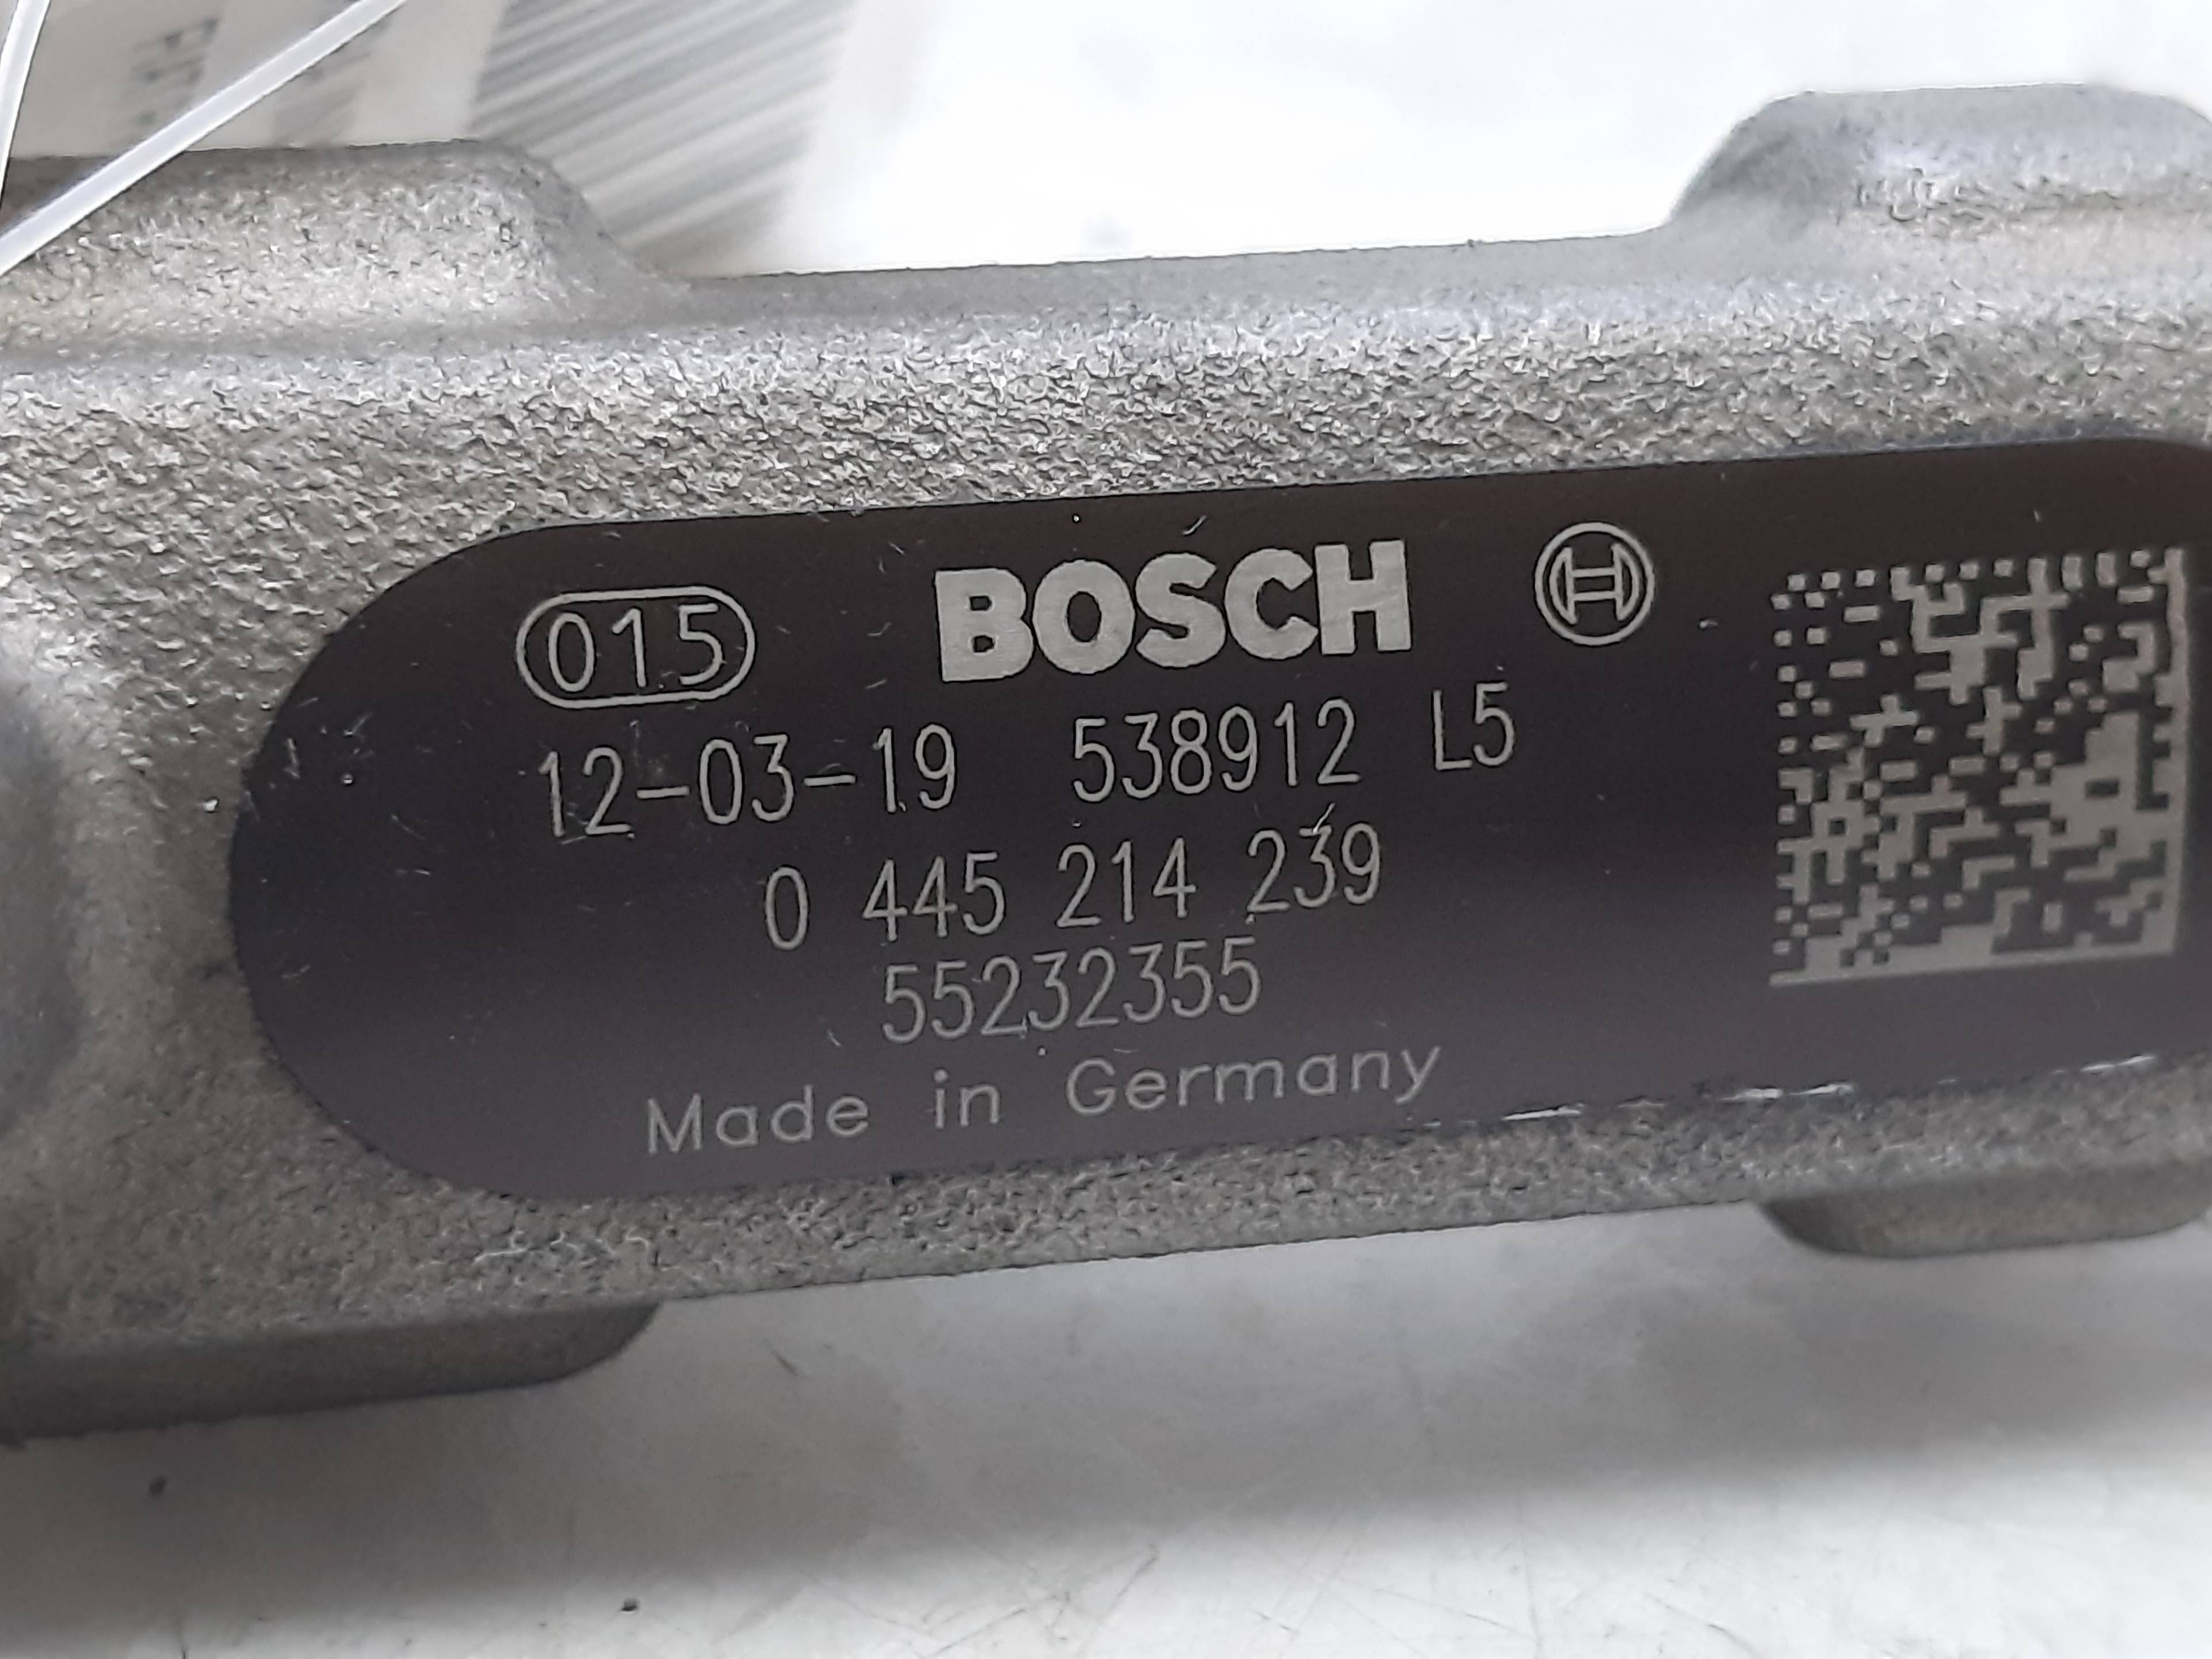 015 BOSCH
12-03-19 538912 L5
0 445 214 239
55232355
Made in Germany